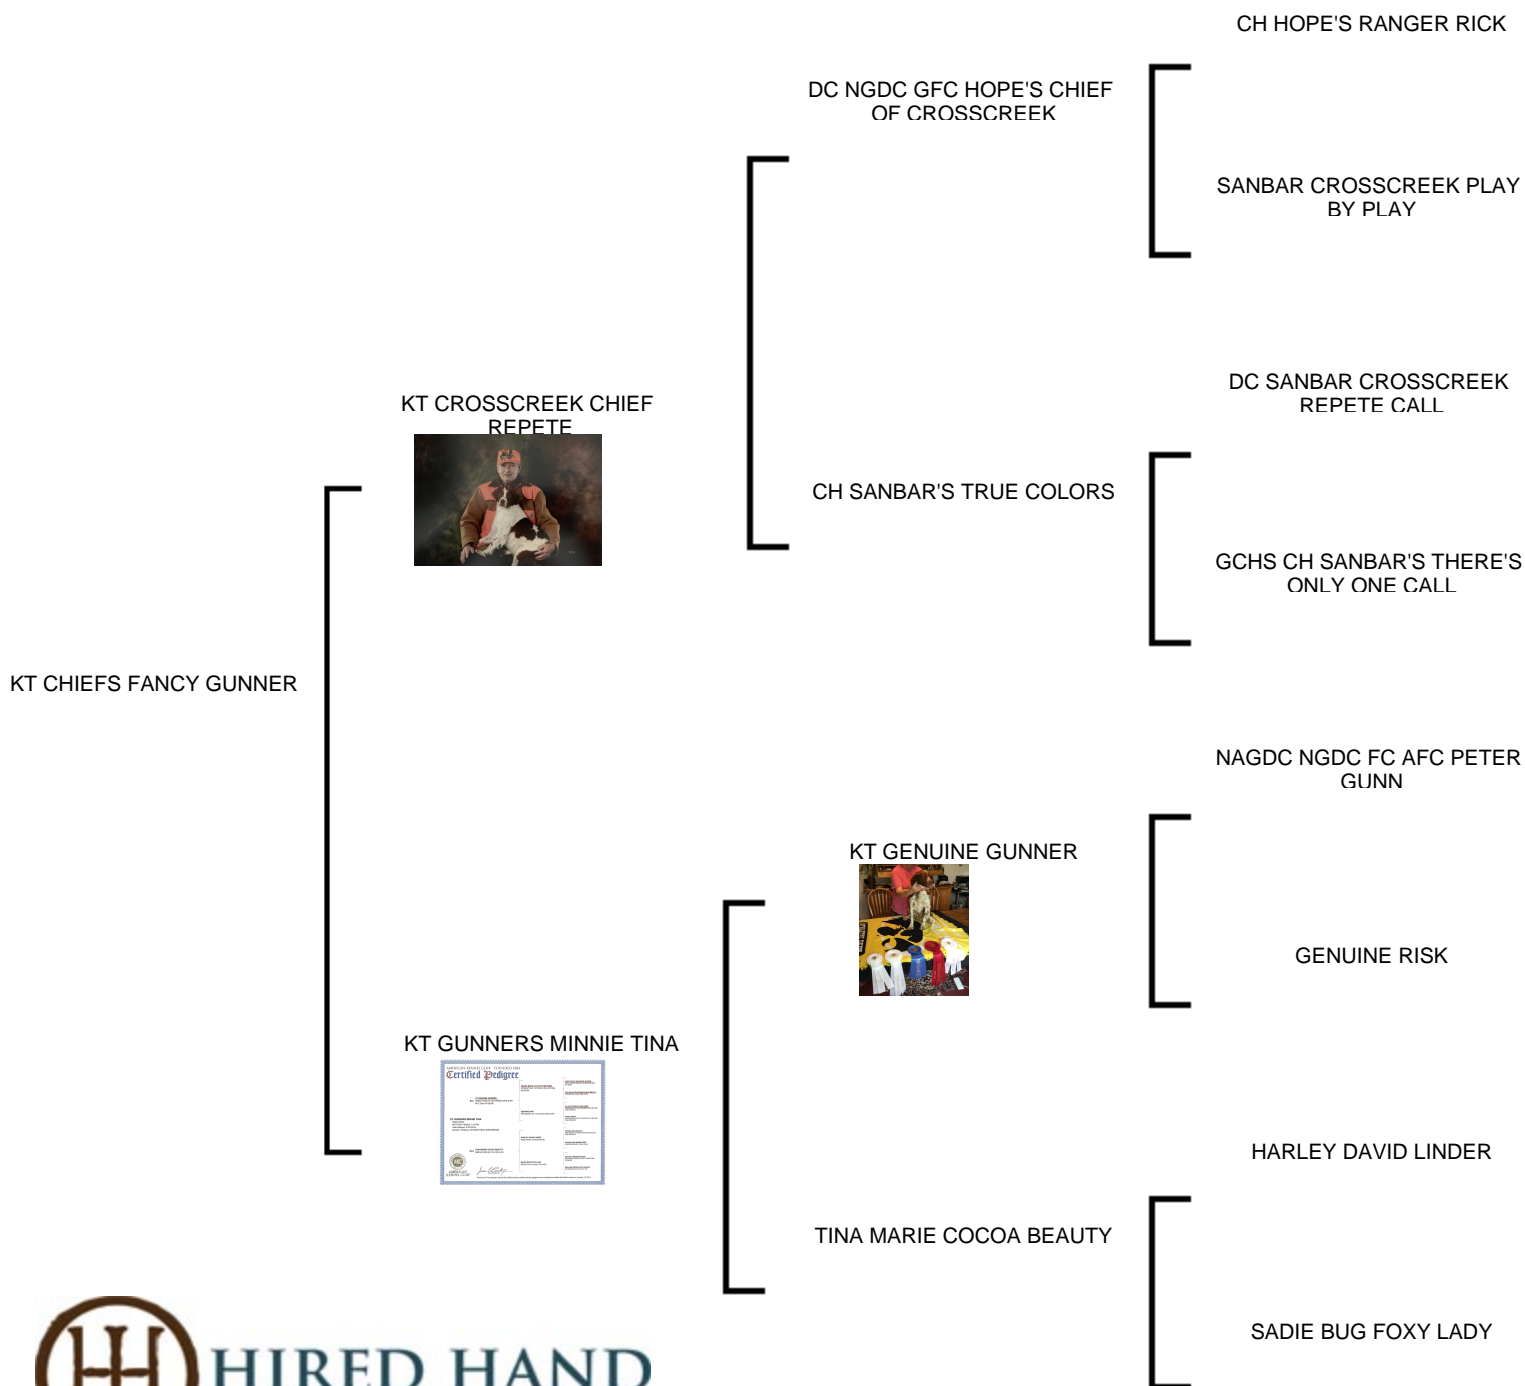 CH HOPE'S RANGER RICK
DC NGDC GFC HOPE'S CHIEF
OF CROSSCREEK
SANBAR CROSSCREEK PLAY
BY PLAY
KT CROSSCREEK CHIEF
REPETE
DC SANBAR CROSSCREEK
REPETE CALL
CH SANBAR'S TRUE COLORS
GCHS CH SANBAR'S THERE'S
ONLY ONE CALL
KT CHIEFS FANCY GUNNER
NAGDC NGDC FC AFC PETER
GUNN
KT GENUINE GUNNER
GENUINE RISK
KT GUNNERS MINNIE TINA
Certified Pedigree
HARLEY DAVID LINDER
TINA MARIE COCOA BEAUTY
SADIE BUG FOXY LADY
HIRED HAND